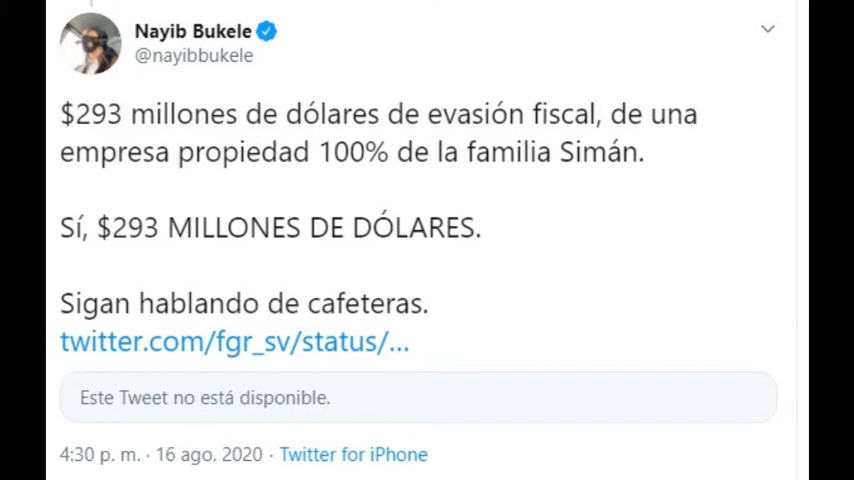 Nayib Bukele
@nayibbukele
$293 millones de dólares de evasión fiscal, de una
empresa propiedad 100% de la familia Simán.
Sí, $293 MILLONES DE DÓLARES.
Sigan hablando de cafeteras.
twitter.com/fgr_sv/status/...
Este Tweet no está disponible.
4:30 p. m. · 16 ago. 2020 · Twitter for iPhone